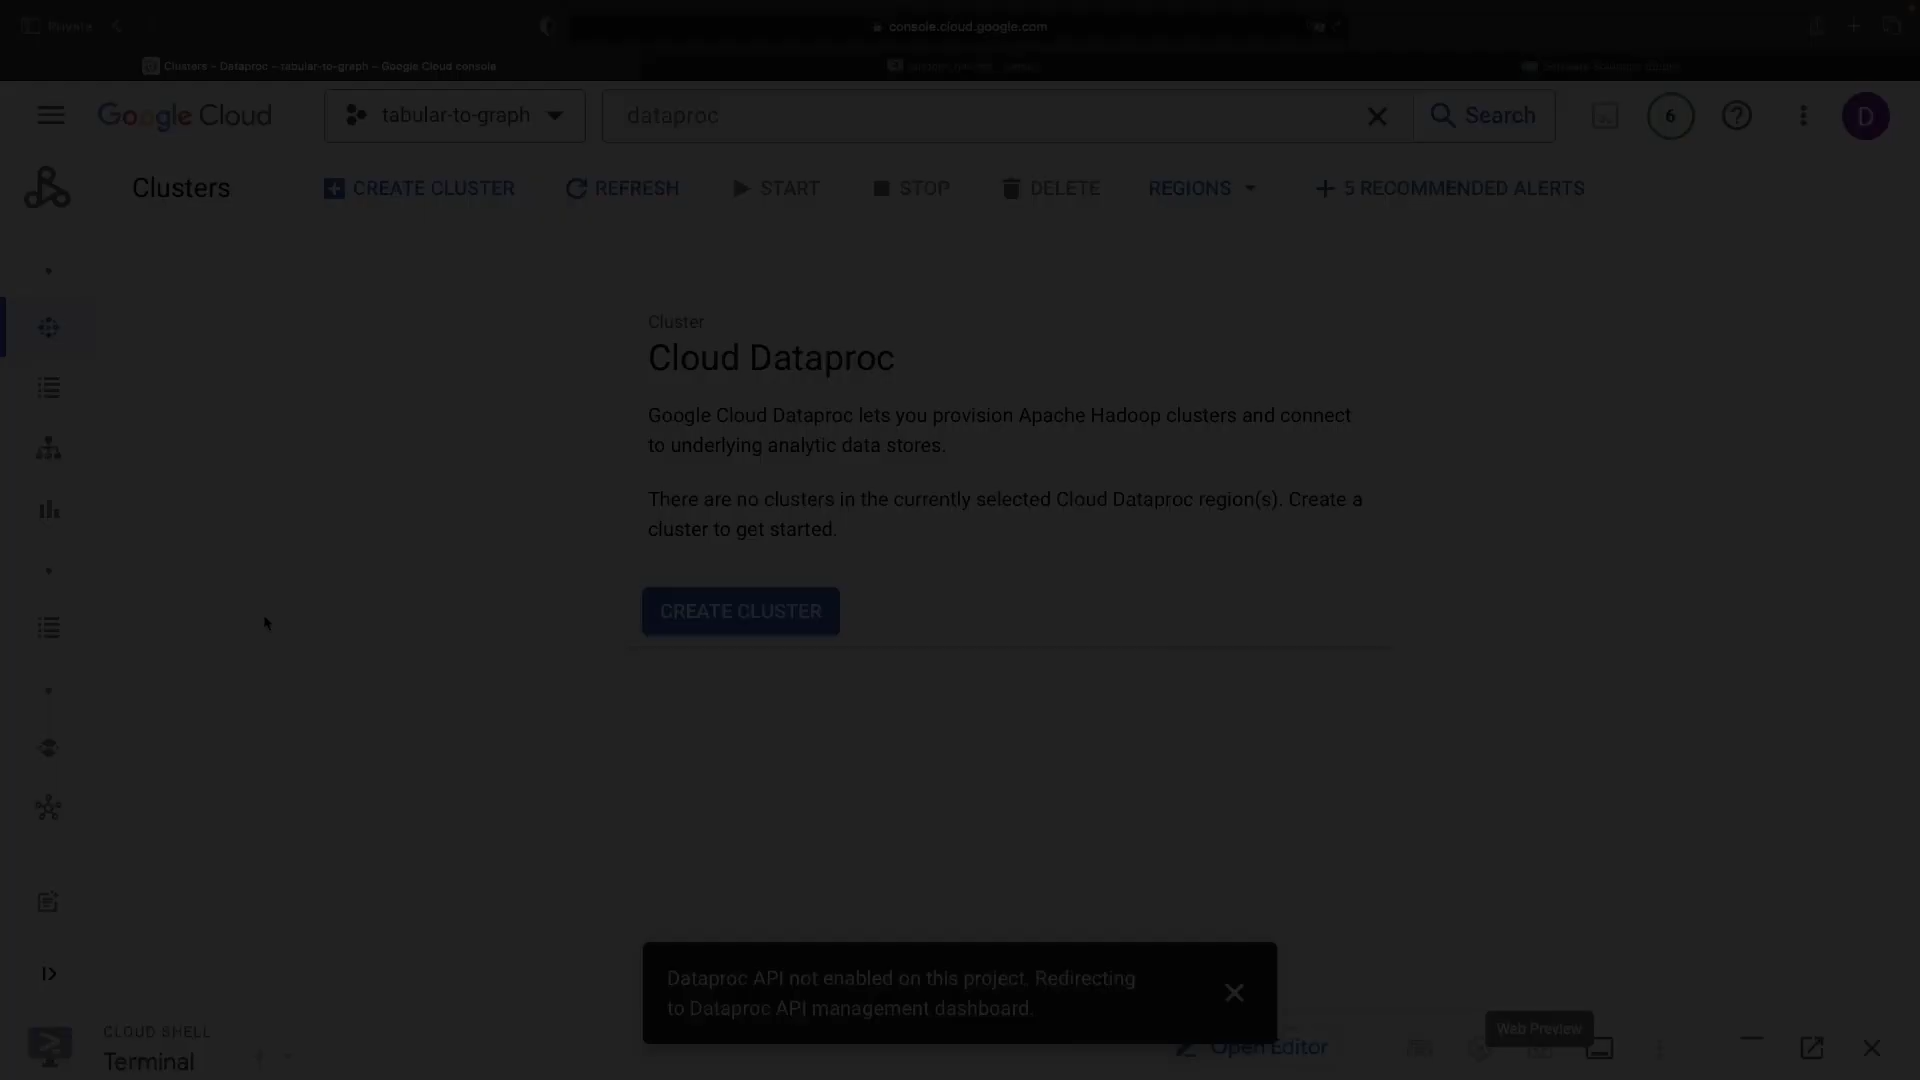 Private
console.cloud.google.com
Clusters – Dataproc – tabular-to-graph – Google Cloud console
Google Cloud
tabular-to-graph
dataproc
Search
6
D
Clusters
CREATE CLUSTER
REFRESH
START
STOP
DELETE
REGIONS
5 RECOMMENDED ALERTS
Cluster
Cloud Dataproc
Google Cloud Dataproc lets you provision Apache Hadoop clusters and connect
to underlying analytic data stores.
There are no clusters in the currently selected Cloud Dataproc region(s). Create a
cluster to get started.
CREATE CLUSTER
Dataproc API not enabled on this project. Redirecting
to Dataproc API management dashboard.
CLOUD SHELL
Terminal
Open Editor
Web Preview